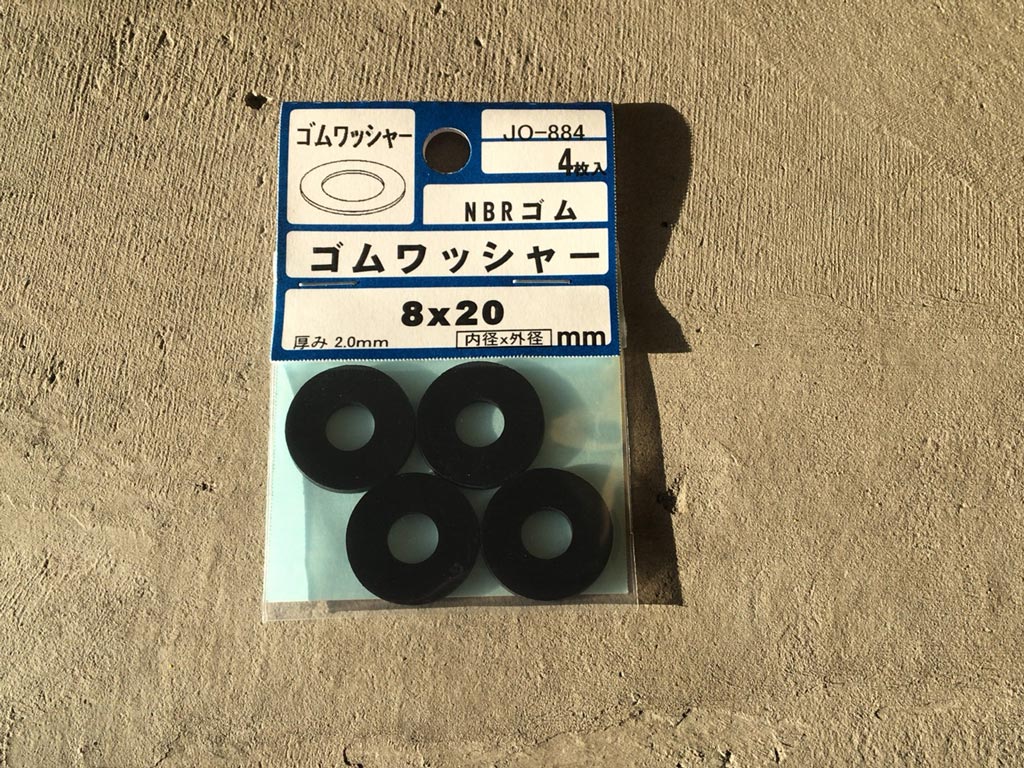 ゴムワッシャー
JO-884
4枚入
NBRゴム
ゴムワッシャー
8x20
厚み 2.0mm 内径×外径 mm